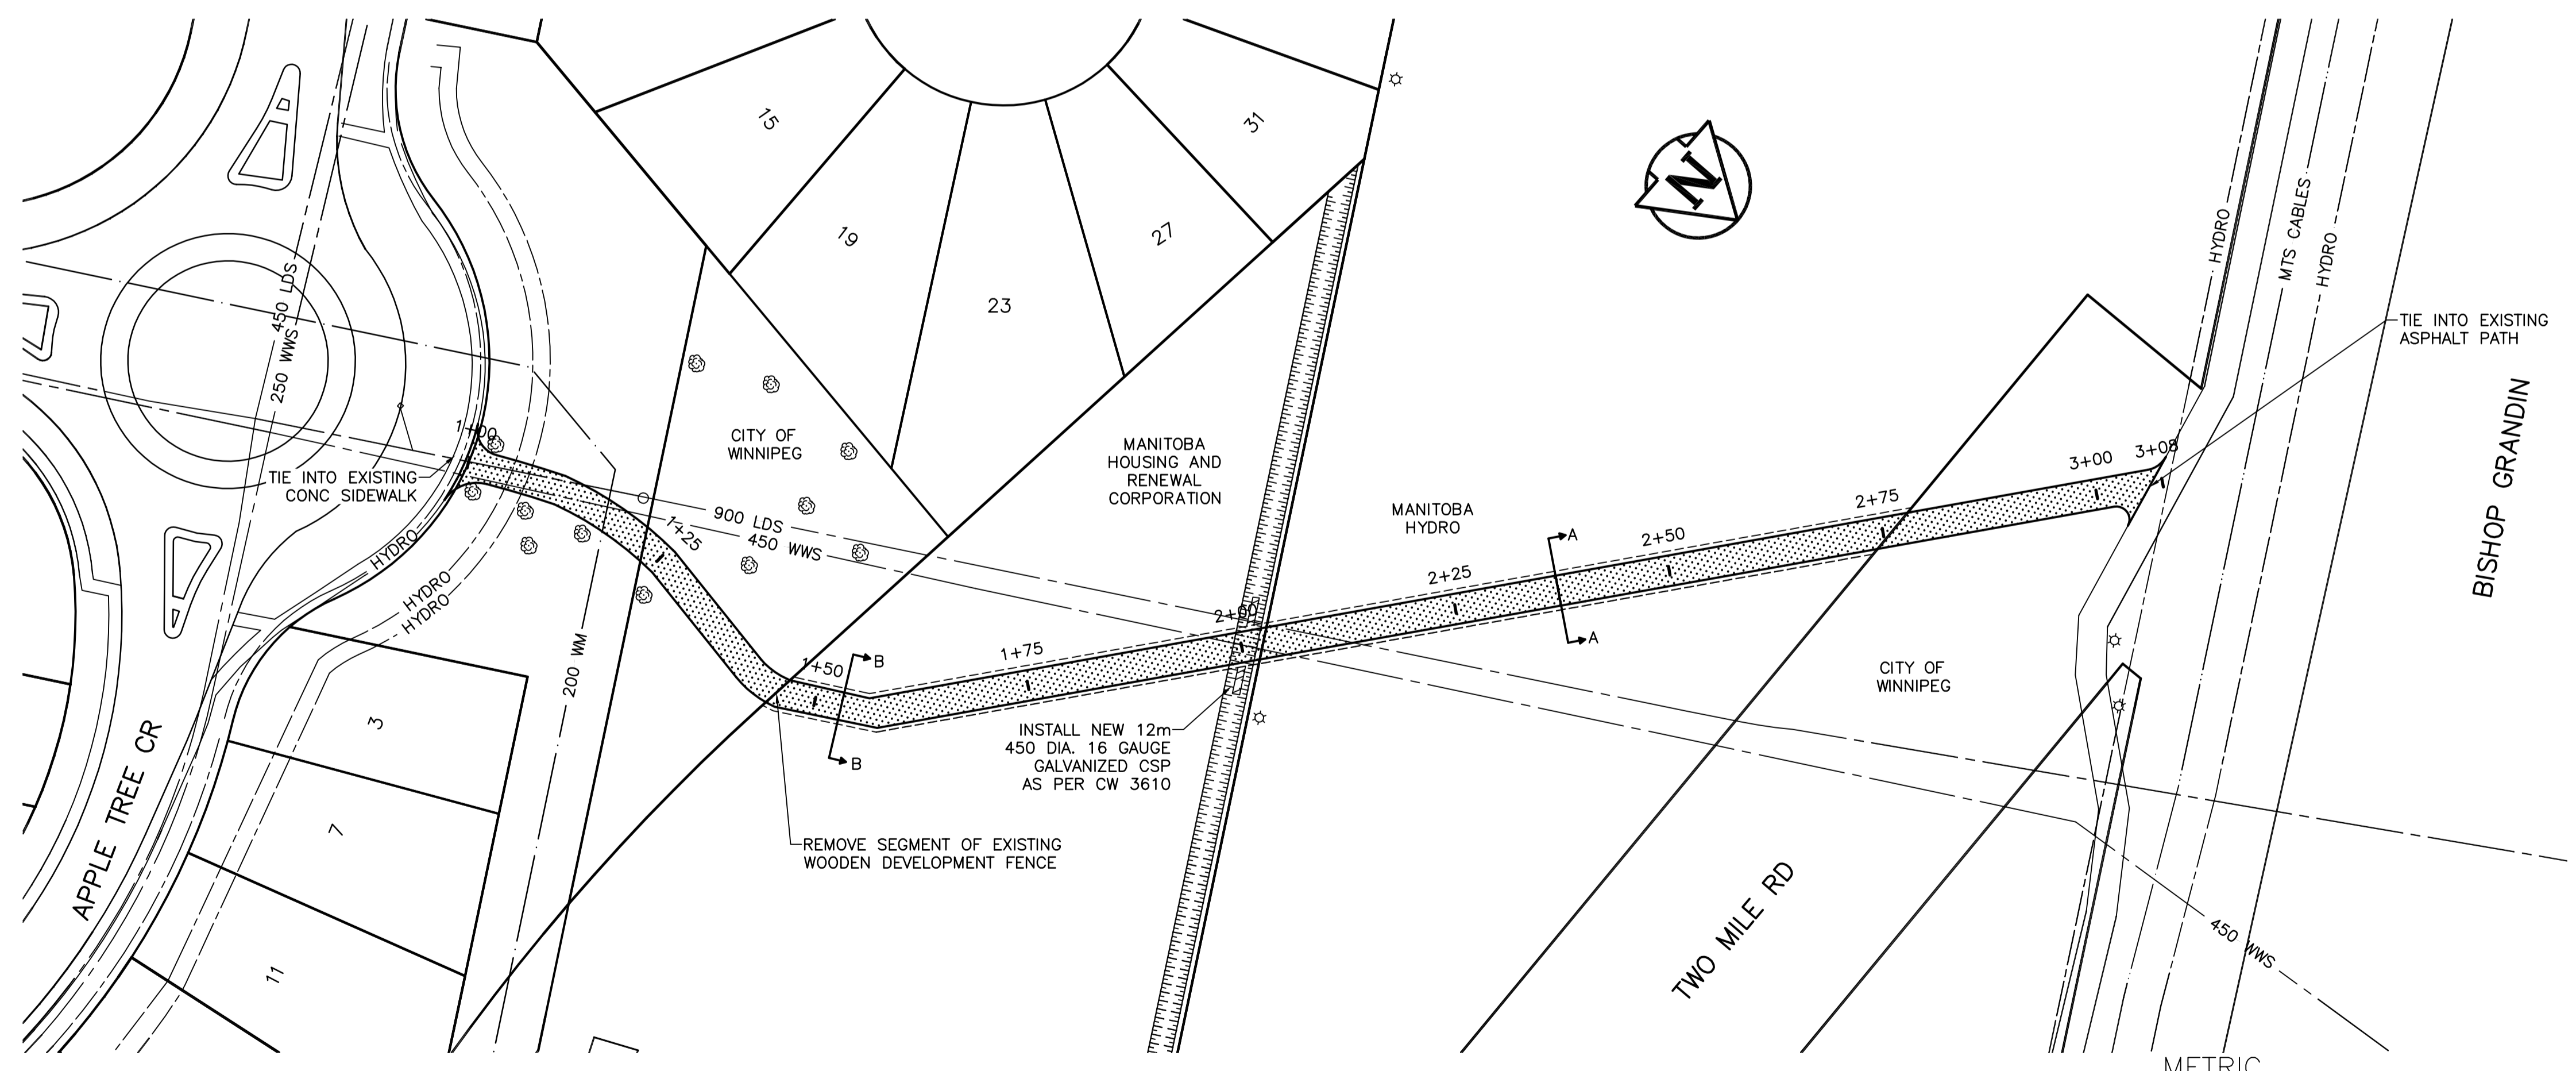 15
31
19
27
23
N
HYDRO
MTS CABLES
HYDRO
450 LDS
250 WWS
TIE INTO EXISTING
ASPHALT PATH
BISHOP GRANDIN
1+00
CITY OF
WINNIPEG
MANITOBA
HOUSING AND
RENEWAL
CORPORATION
MANITOBA
HYDRO
TIE INTO EXISTING
CONC SIDEWALK
900 LDS
450 WWS
1+25
1+50
1+75
2+00
2+25
2+50
2+75
3+00
3+08
A
A
B
B
HYDRO
HYDRO
HYDRO
200 WM
CITY OF
WINNIPEG
INSTALL NEW 12m
450 DIA. 16 GAUGE
GALVANIZED CSP
AS PER CW 3610
REMOVE SEGMENT OF EXISTING
WOODEN DEVELOPMENT FENCE
3
7
11
APPLE TREE CR
TWO MILE RD
450 WWS
METRIC